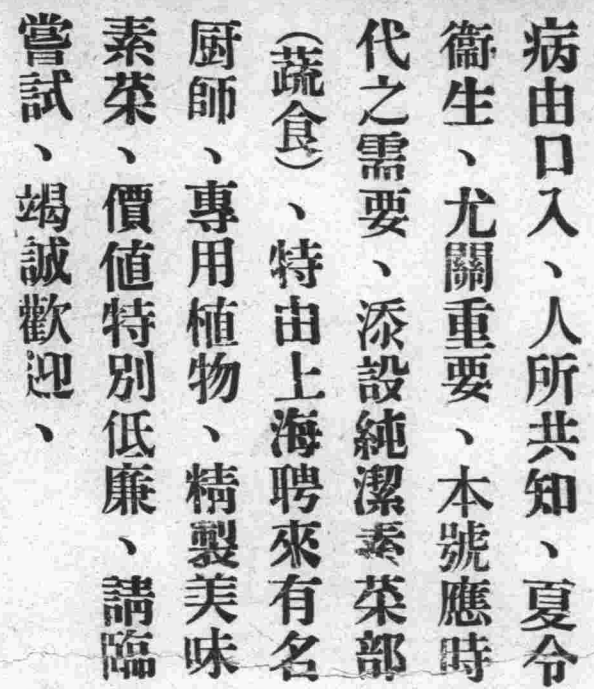 病由口入、人所共知、夏令
衞生、尤關重要、本號應時
代之需要、添設純潔素菜部
（蔬食）、特由上海聘來有名
厨師、專用植物、精製美味
素菜、價値特別低廉、請臨
嘗試、竭誠歡迎、